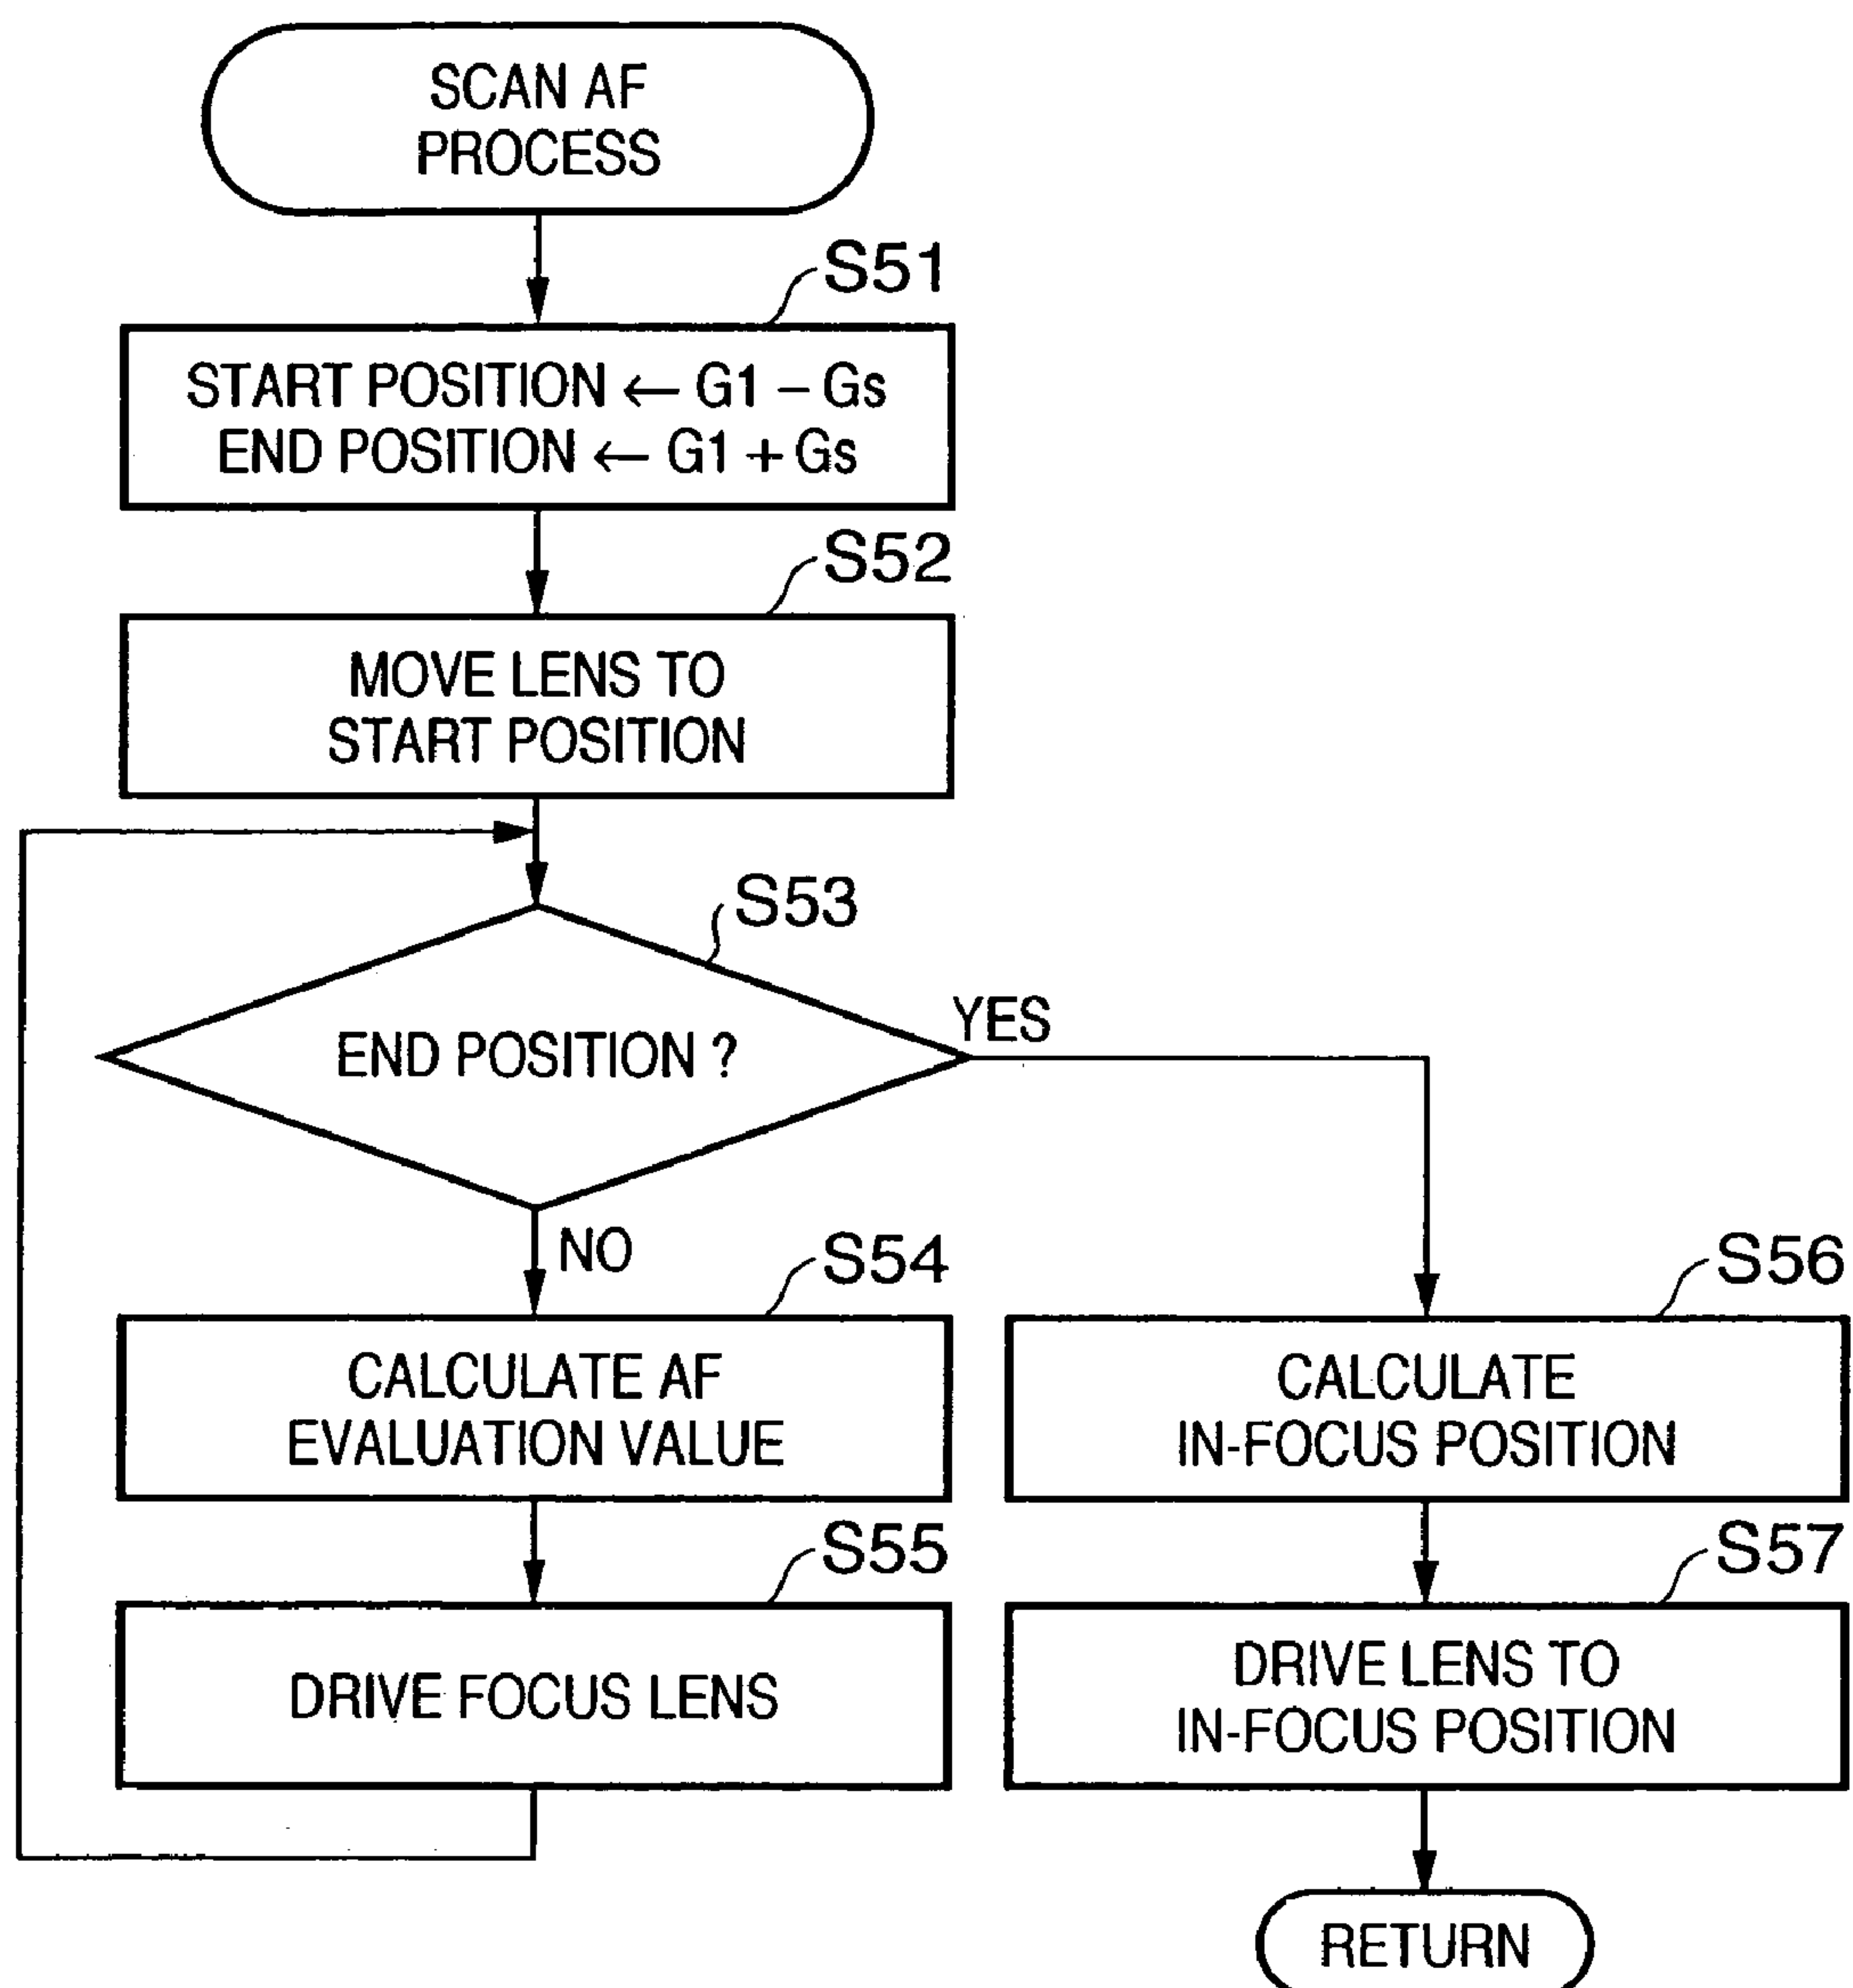 SCAN AF
PROCESS
S51
START POSITION ← G1 – Gs
END POSITION ← G1 + Gs
S52
MOVE LENS TO
START POSITION
S53
END POSITION ?
YES
NO
S54
CALCULATE AF
EVALUATION VALUE
S55
DRIVE FOCUS LENS
S56
CALCULATE
IN-FOCUS POSITION
S57
DRIVE LENS TO
IN-FOCUS POSITION
RETURN